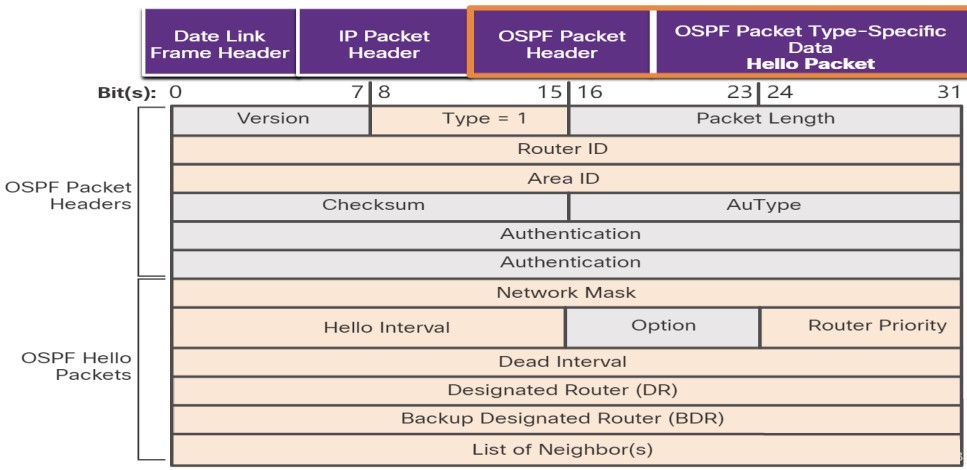 Date Link
Frame Header
IP Packet
Header
OSPF Packet
Header
OSPF Packet Type-Specific
Data
Hello Packet
Bit(s): 0 7 8 15 16 23 24 31
Version Type = 1 Packet Length
Router ID
Area ID
OSPF Packet
Headers
Checksum AuType
Authentication
Authentication
Network Mask
Hello Interval Option Router Priority
OSPF Hello
Packets
Dead Interval
Designated Router (DR)
Backup Designated Router (BDR)
List of Neighbor(s)